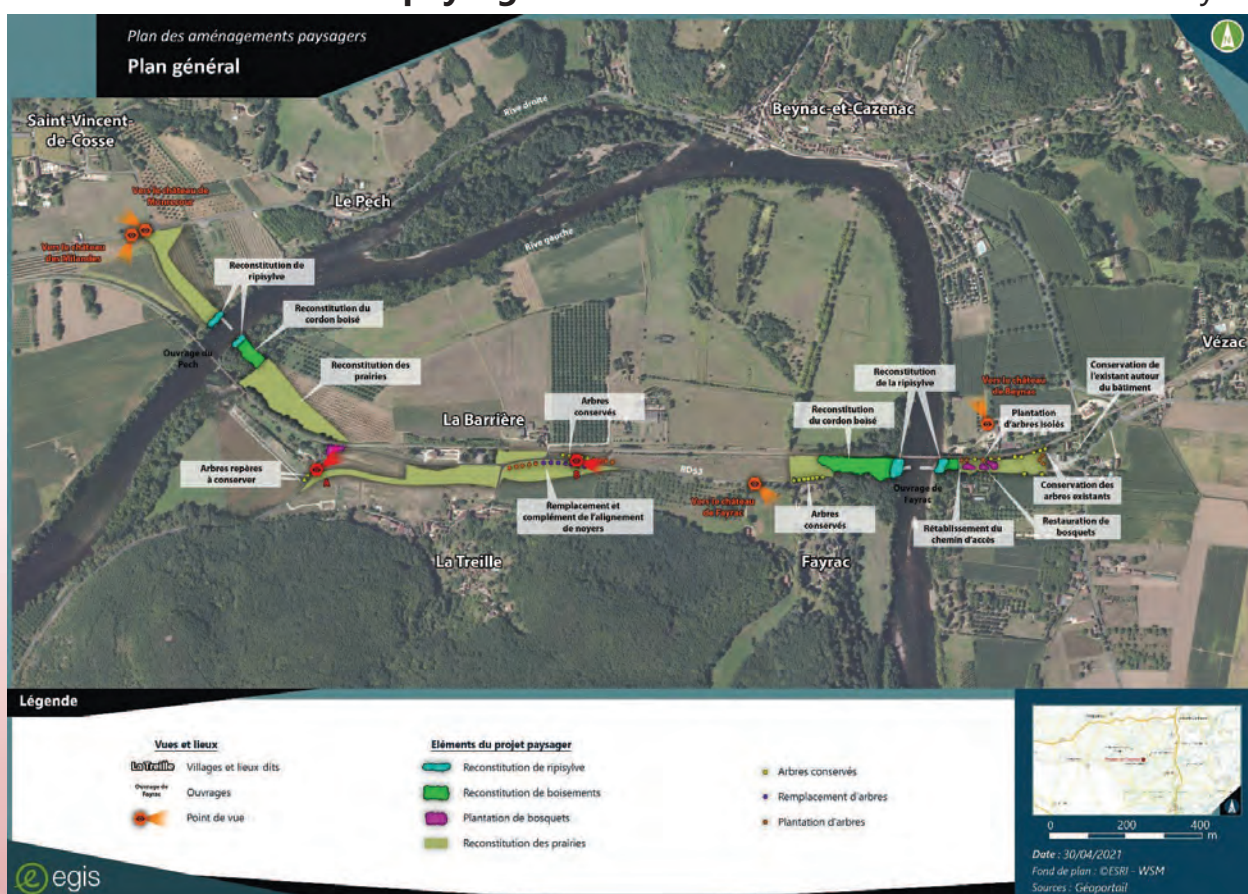 payag
Plan des aménagements paysagers
Plan général
N
Saint-Vincent-
de-Cosse
Rive droite
Beynac-et-Cazenac
Vers le château de
Le Pech
Vers le château
des Milandes
Rive gauche
Reconstitution de
ripisylve
Reconstitution du
cordon boisé
Ouvrage du
Pech
Reconstitution des
prairies
Vézac
Conservation de
l'existant autour
du bâtiment
Reconstitution
de la ripisylve
Vers le château
de Beynac
Arbres
conservés
La Barrière
Reconstitution
du cordon boisé
Plantation
d'arbres isolés
Arbres repères
à conserver
A
B
RD53
Vers le château
de Fayrac
Ouvrage de
Fayrac
Conservation des
arbres existants
Remplacement et
complément de l'alignement
de noyers
Arbres
conservés
Rétablissement du
chemin d'accès
Restauration de
bosquets
La Treille
Fayrac
Légende
Vues et lieux
La Treille Villages et lieux dits
Ouvrage de
Fayrac
Ouvrages
Point de vue
Eléments du projet paysager
Reconstitution de ripisylve
Reconstitution de boisements
Plantation de bosquets
Reconstitution des prairies
Arbres conservés
Remplacement d'arbres
Plantation d'arbres
0 200 400
m
Date : 30/04/2021
Fond de plan : ©ESRI - WSM
Sources : Géoportail
egis